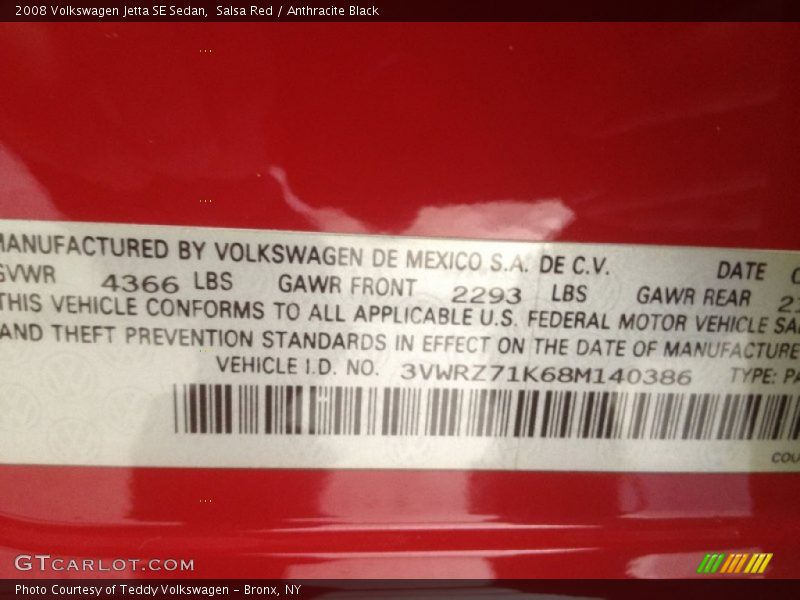 2008 Volkswagen Jetta SE Sedan, Salsa Red / Anthracite Black
MANUFACTURED BY VOLKSWAGEN DE MEXICO S.A. DE C.V. DATE
GVWR 4366 LBS GAWR FRONT 2293 LBS GAWR REAR
THIS VEHICLE CONFORMS TO ALL APPLICABLE U.S. FEDERAL MOTOR VEHICLE
AND THEFT PREVENTION STANDARDS IN EFFECT ON THE DATE OF MANUFACTURE
VEHICLE I.D. NO. 3VWRZ71K68M140386 TYPE:
GTCARLOT.COM
Photo Courtesy of Teddy Volkswagen - Bronx, NY